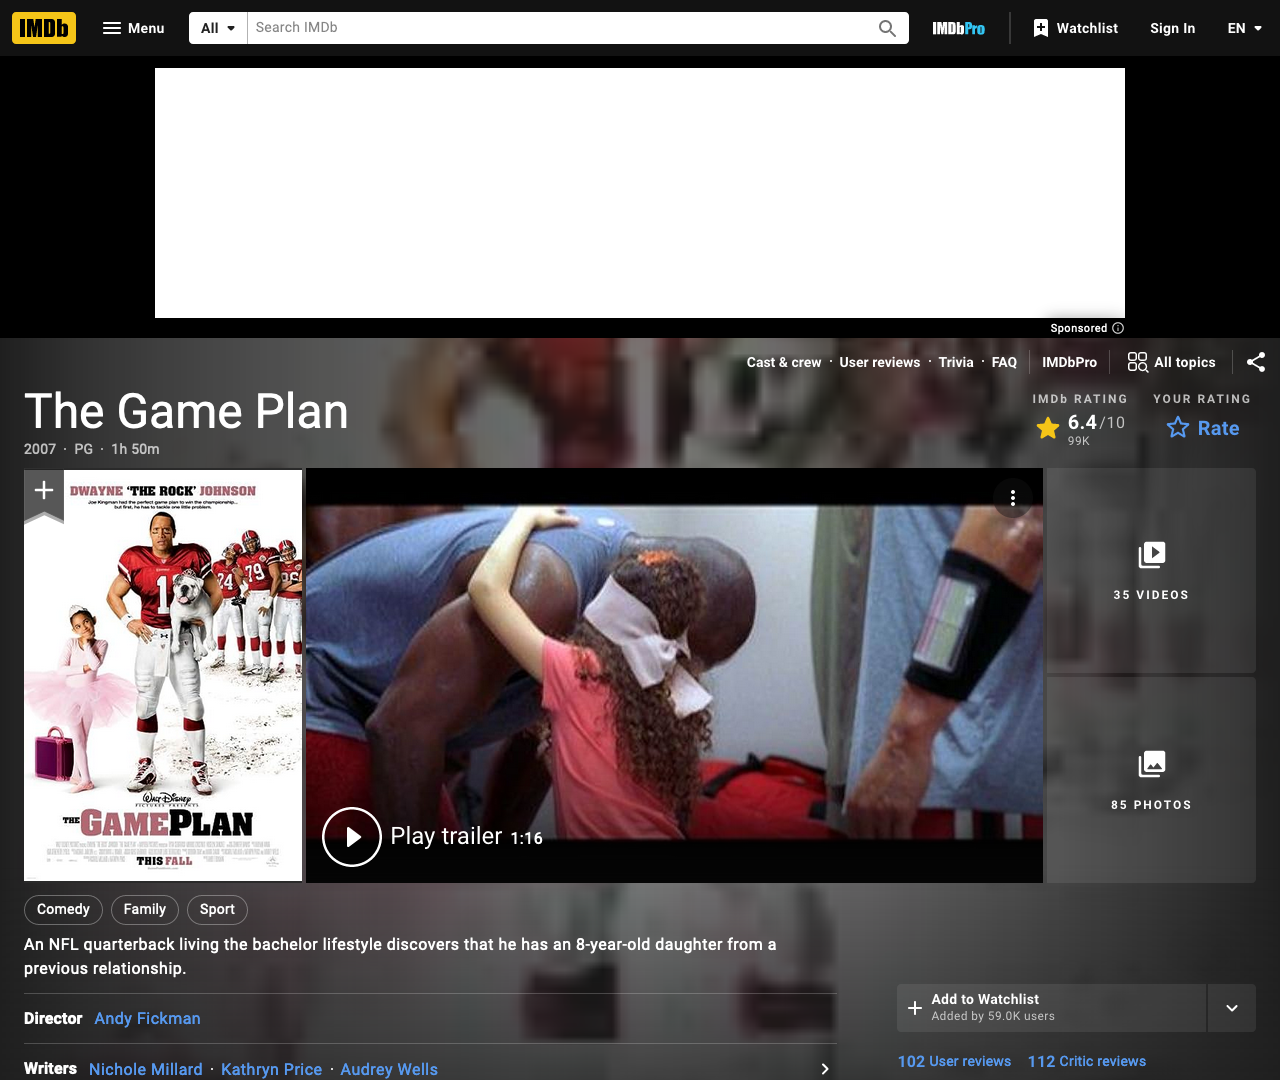 IMDb
Menu
All
Search IMDb
IMDbPro
Watchlist
Sign In
EN
Sponsored
Cast & crew · User reviews · Trivia · FAQ
IMDbPro
All topics
The Game Plan
2007 · PG · 1h 50m
IMDb RATING
6.4/10
99K
YOUR RATING
Rate
DWAYNE 'THE ROCK' JOHNSON
Joe Kingman had the perfect game plan to win the championship...
but first, he has to tackle one little problem.
WALT DISNEY
PICTURES PRESENTS
THE GAME PLAN
THIS FALL
Play trailer 1:16
35 VIDEOS
85 PHOTOS
Comedy
Family
Sport
An NFL quarterback living the bachelor lifestyle discovers that he has an 8-year-old daughter from a
previous relationship.
Director Andy Fickman
Writers Nichole Millard · Kathryn Price · Audrey Wells
Add to Watchlist
Added by 59.0K users
102 User reviews
112 Critic reviews